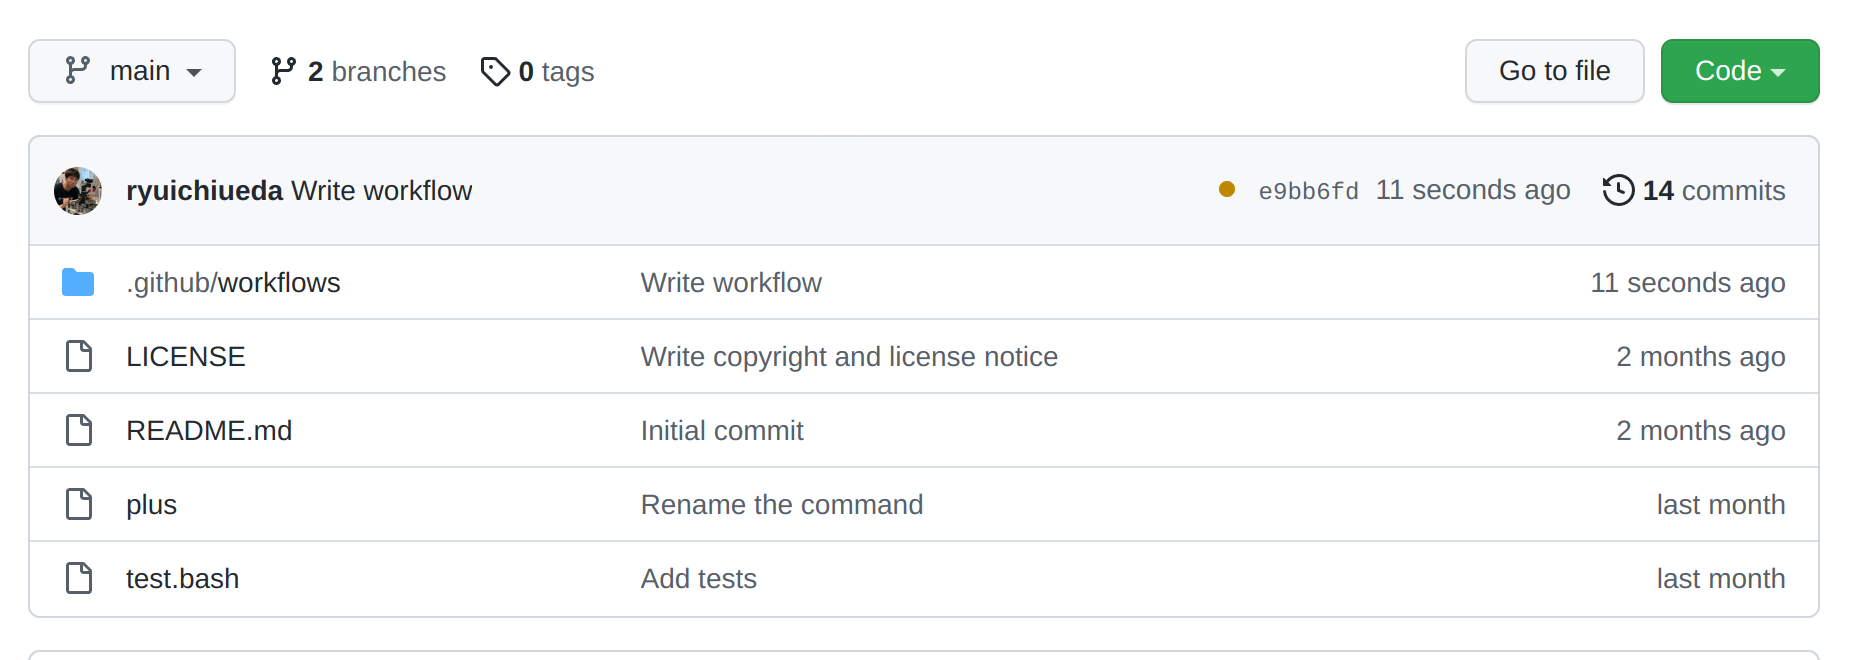 main 2 branches 0 tags Go to file Code
ryuichiueda Write workflow e9bb6fd 11 seconds ago 14 commits
.github/workflows Write workflow 11 seconds ago
LICENSE Write copyright and license notice 2 months ago
README.md Initial commit 2 months ago
plus Rename the command last month
test.bash Add tests last month